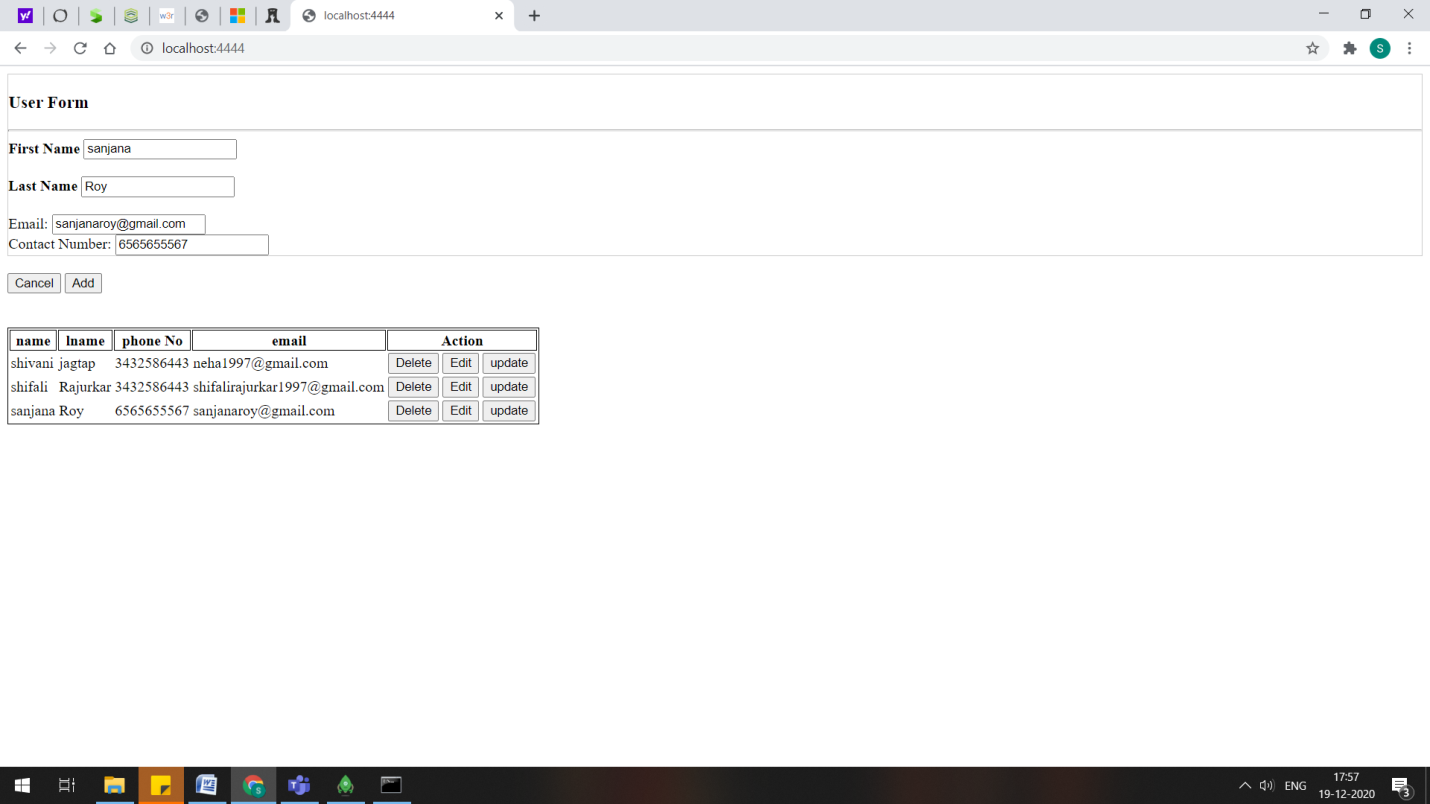 w3r
localhost:4444
localhost:4444
S
User Form
First Name sanjana
Last Name Roy
Email: sanjanaroy@gmail.com
Contact Number: 6565655567
Cancel Add
name lname phone No email Action
shivani jagtap 3432586443 neha1997@gmail.com Delete Edit update
shifali Rajurkar 3432586443 shifalirajurkar1997@gmail.com Delete Edit update
sanjana Roy 6565655567 sanjanaroy@gmail.com Delete Edit update
ENG 17:57
19-12-2020 3